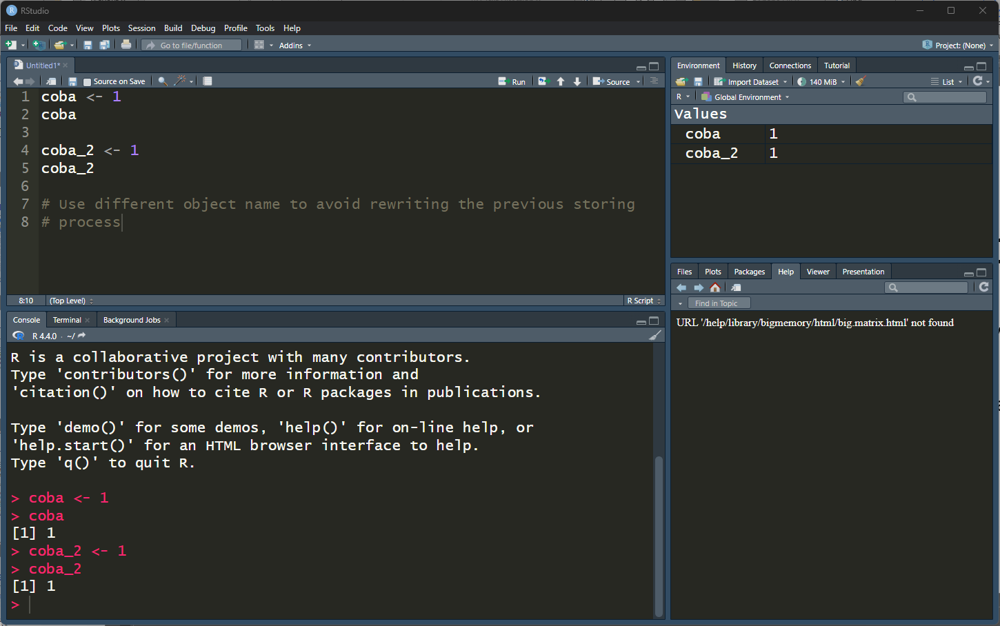 RStudio
File Edit Code View Plots Session Build Debug Profile Tools Help
Go to file/function Addins Project: (None)
Untitled1*
Source on Save Run Source
1 coba <- 1
2 coba
3
4 coba_2 <- 1
5 coba_2
6
7 # Use different object name to avoid rewriting the previous storing
8 # process
8:10 (Top Level) R Script
Console Terminal Background Jobs
R 4.4.0 · ~/
R is a collaborative project with many contributors.
Type 'contributors()' for more information and
'citation()' on how to cite R or R packages in publications.
Type 'demo()' for some demos, 'help()' for on-line help, or
'help.start()' for an HTML browser interface to help.
Type 'q()' to quit R.
> coba <- 1
> coba
[1] 1
> coba_2 <- 1
> coba_2
[1] 1
>
Environment History Connections Tutorial
Import Dataset 140 MiB List
R Global Environment
Values
coba 1
coba_2 1
Files Plots Packages Help Viewer Presentation
Find in Topic
URL '/help/library/bigmemory/html/big.matrix.html' not found